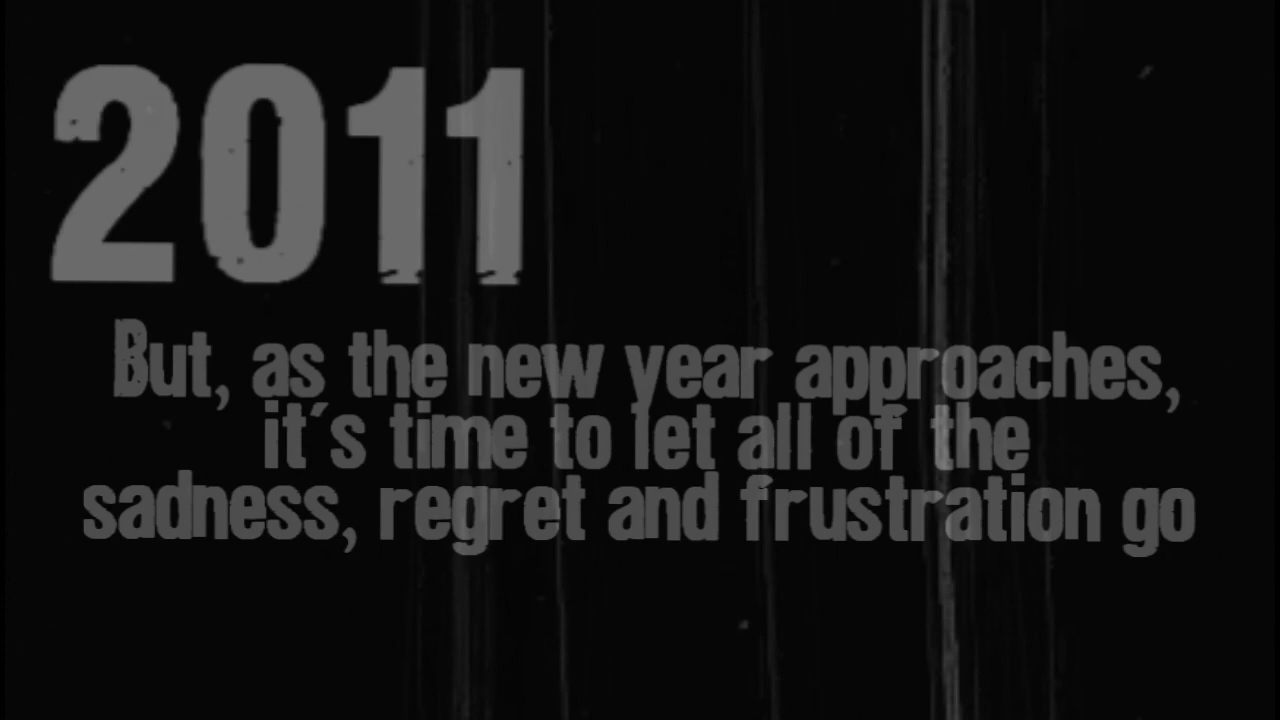 2011
But, as the new year approaches,
it´s time to let all of the
sadness, regret and frustration go